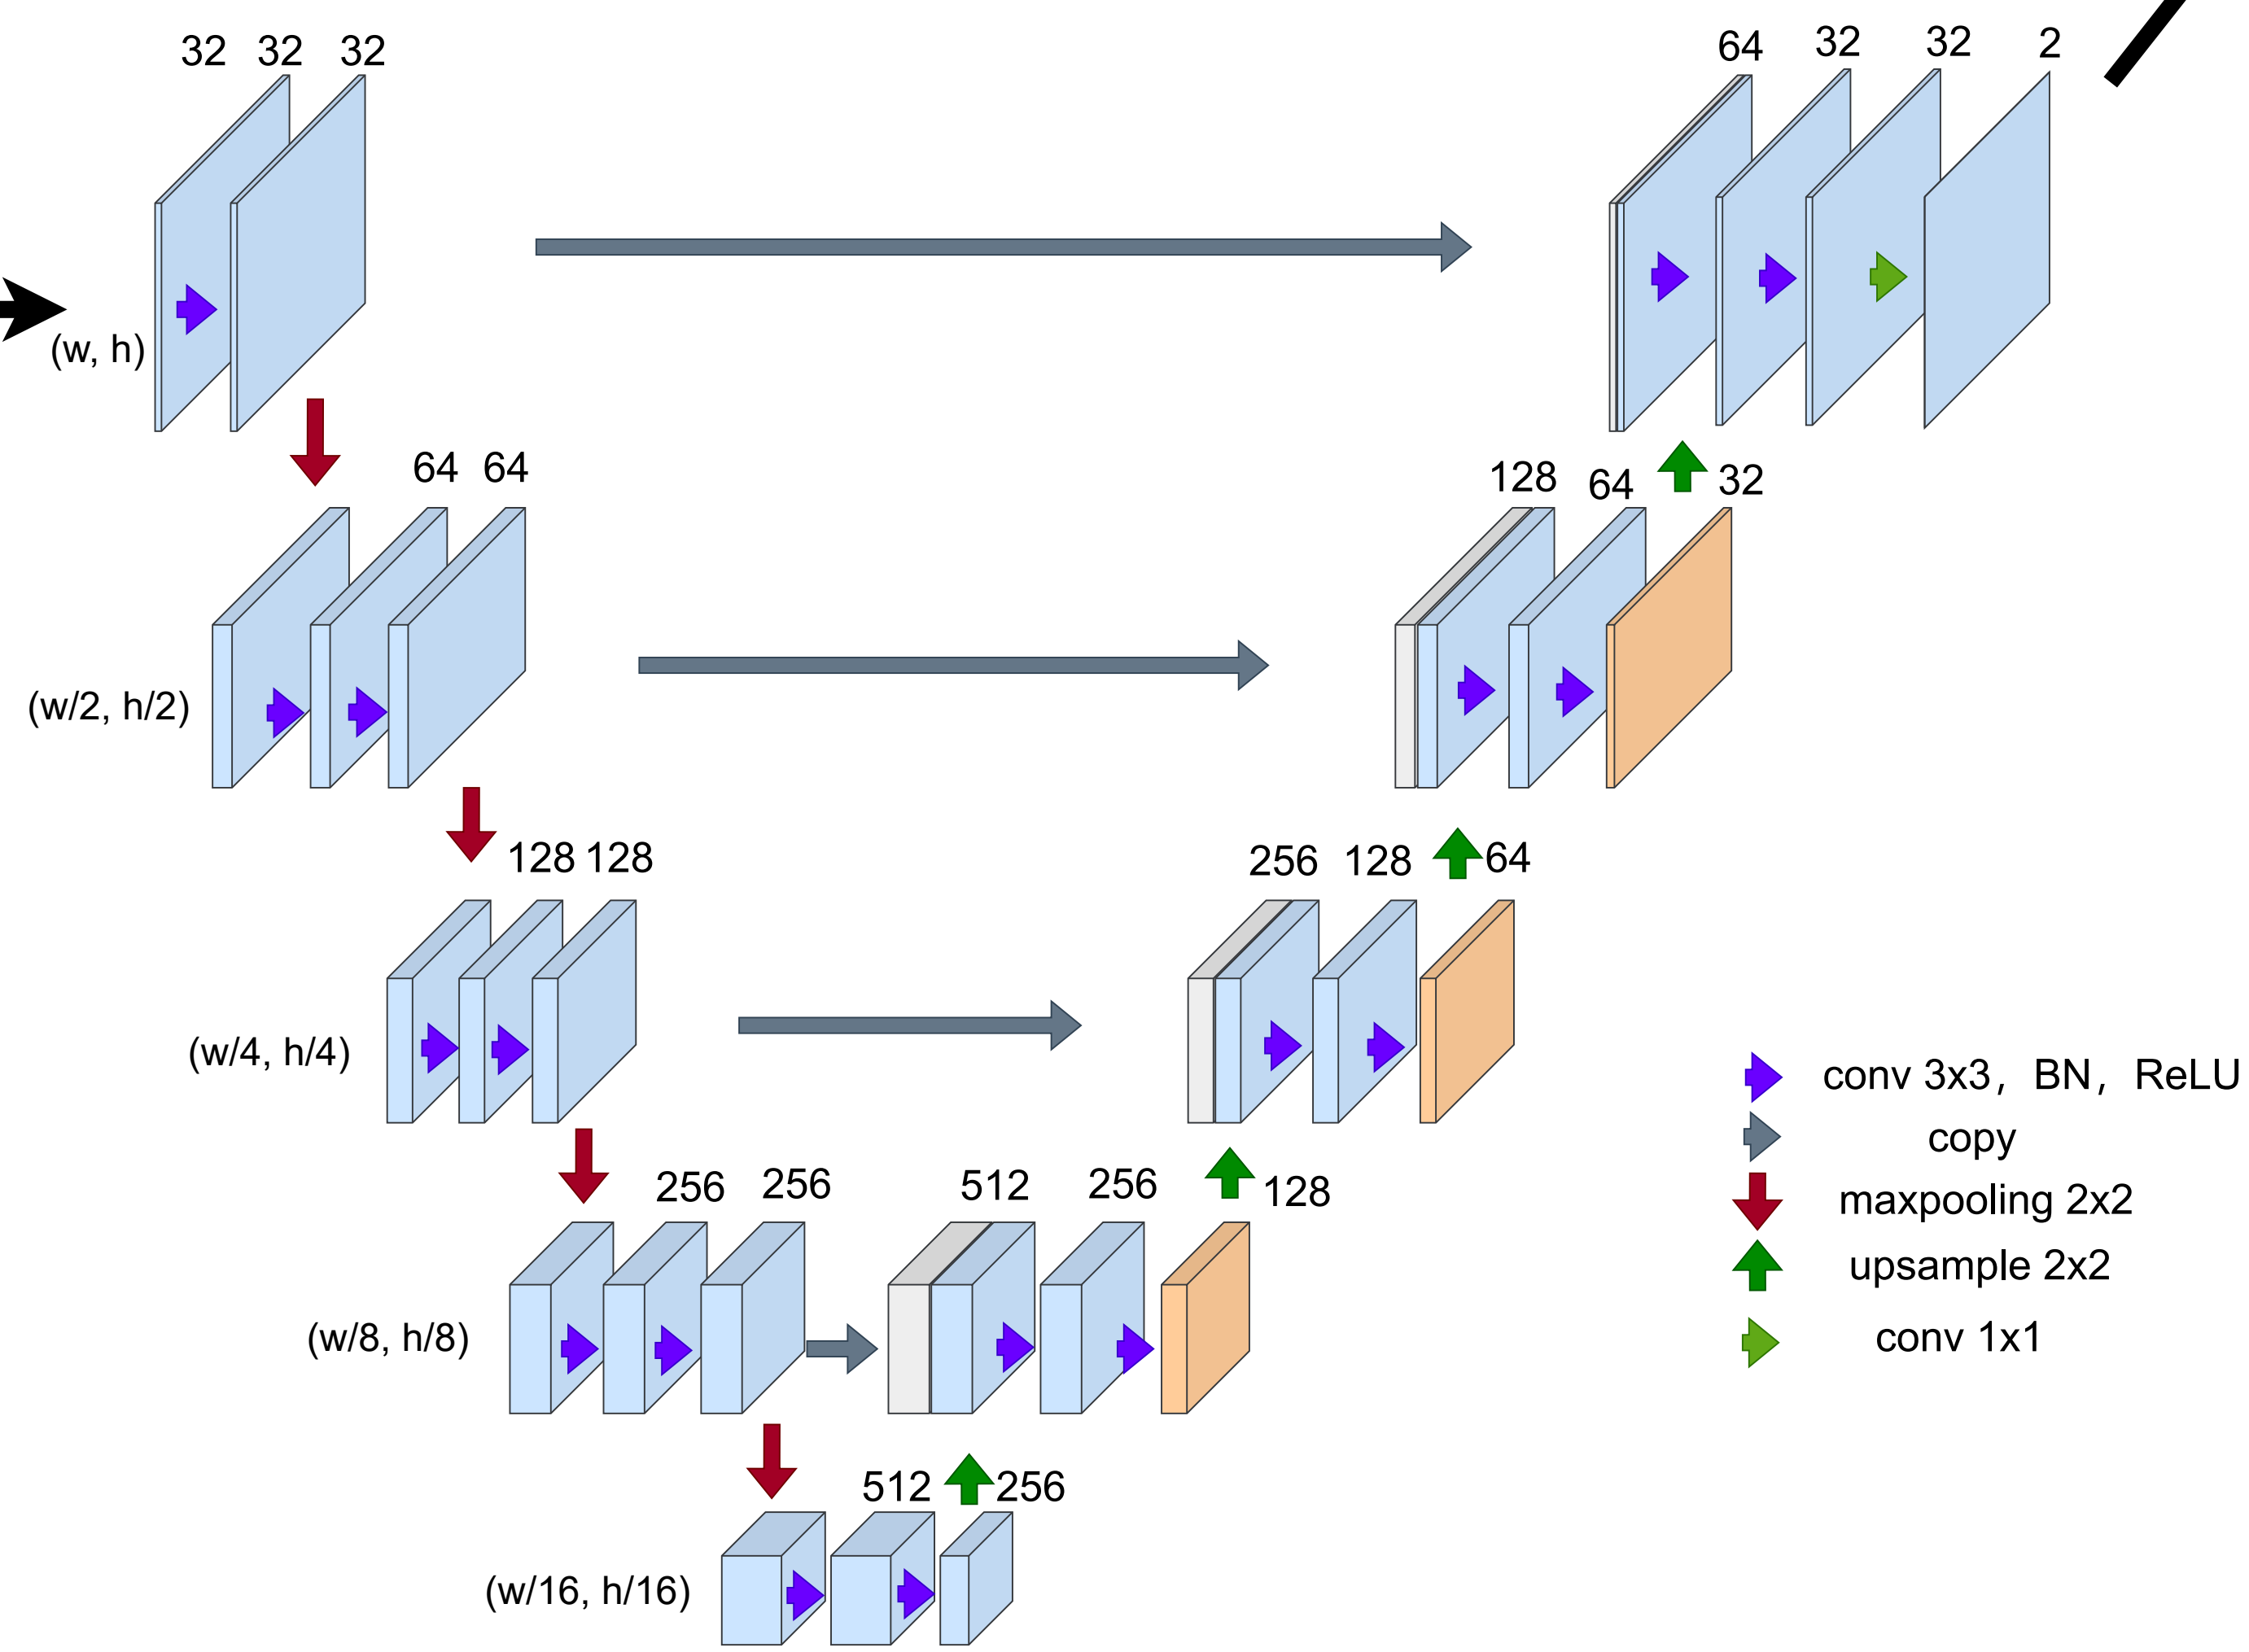 32 32 32
64 32 32 2
(w, h)
64 64
128 64 32
(w/2, h/2)
128 128
256 128 64
(w/4, h/4)
conv 3x3, BN, ReLU
copy
maxpooling 2x2
upsample 2x2
conv 1x1
256 256
512 256 128
(w/8, h/8)
512 256
(w/16, h/16)